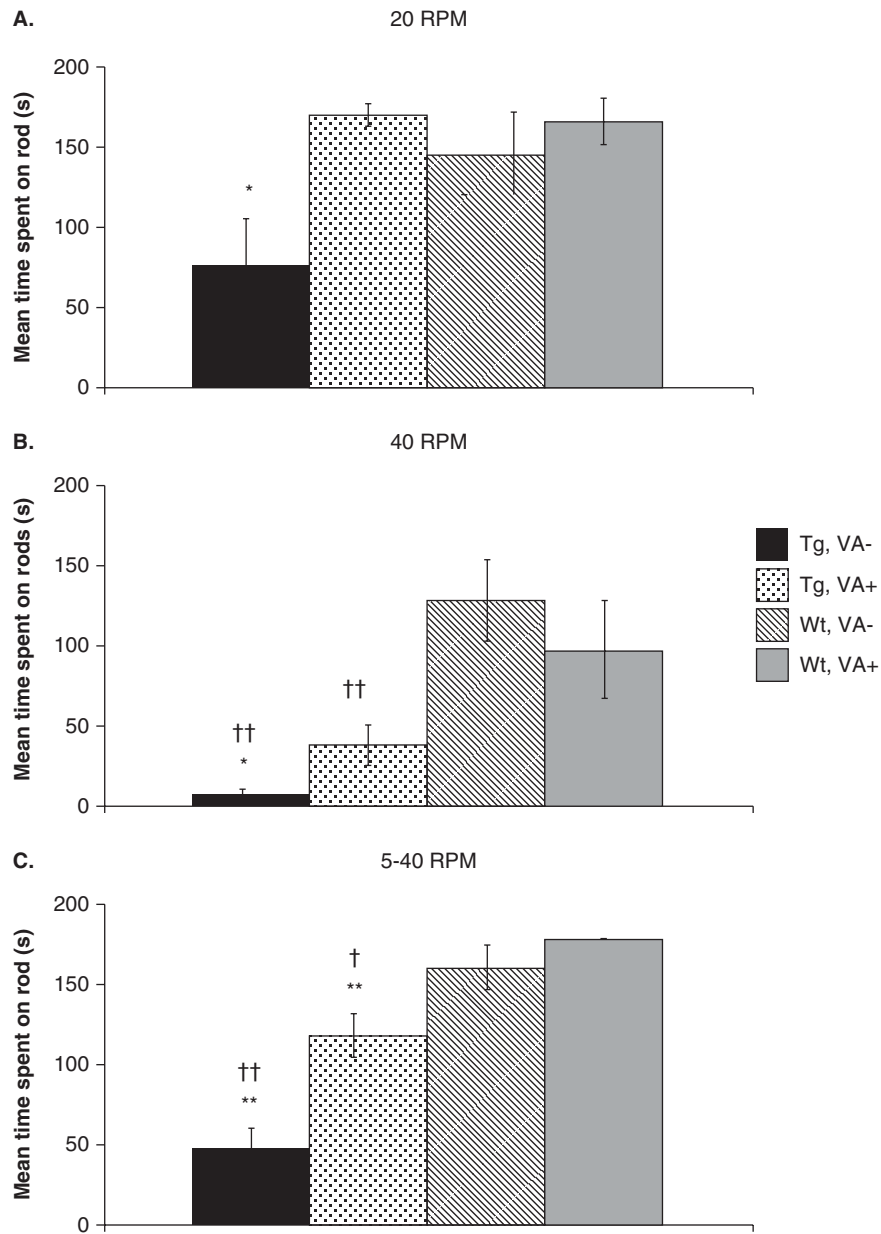 A.
20 RPM
Mean time spent on rod (s)
200
150
100
50
0
*
B.
40 RPM
Mean time spent on rods (s)
200
150
100
50
0
††
*
††
Tg, VA-
Tg, VA+
Wt, VA-
Wt, VA+
C.
5-40 RPM
Mean time spent on rod (s)
200
150
100
50
0
††
**
†
**